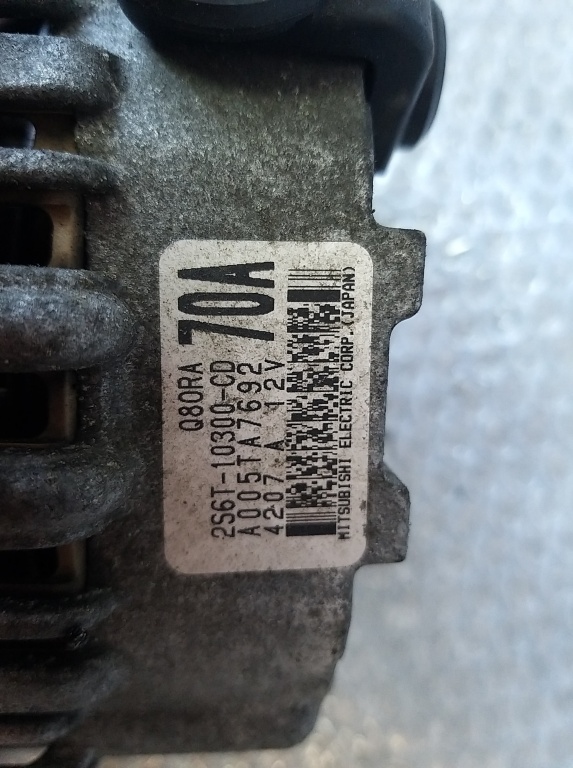 Q80RA 70A
2S6T-10300-CD
A005TA7692
4207 A 12V
MITSUBISHI ELECTRIC CORP. (JAPAN)